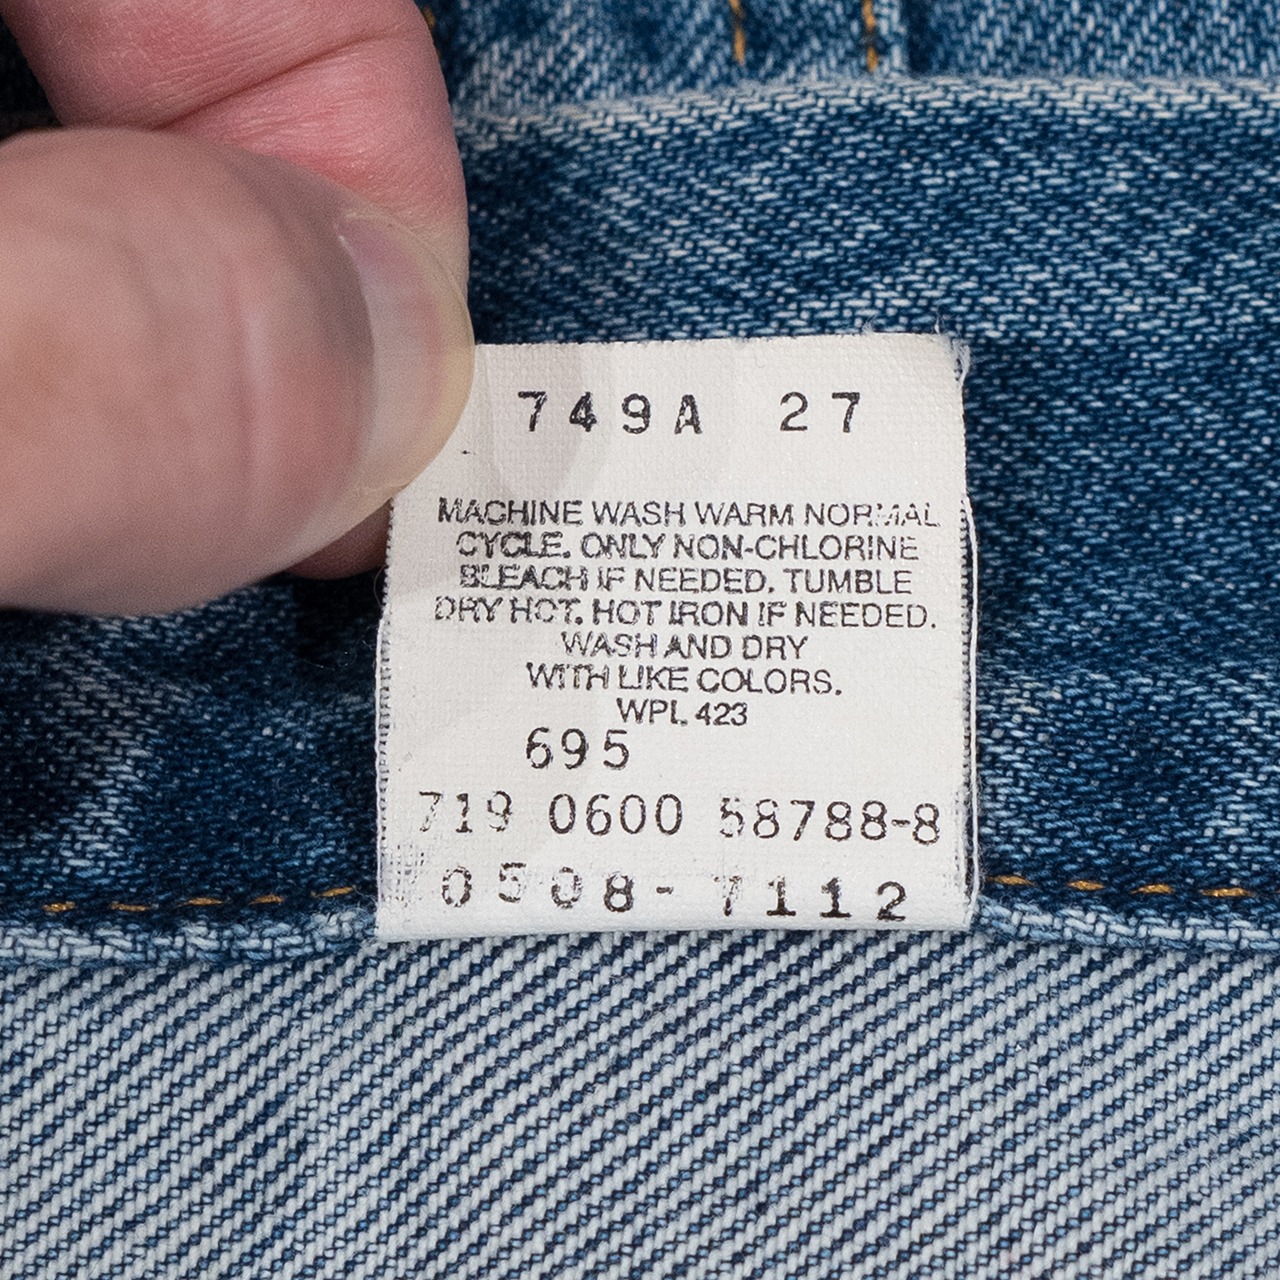 749A 27
MACHINE WASH WARM NORMAL
CYCLE. ONLY NON-CHLORINE
BLEACH IF NEEDED. TUMBLE
DRY HOT. HOT IRON IF NEEDED.
WASH AND DRY
WITH LIKE COLORS.
WPL 423
695
719 0600 58788-8
0508-7112